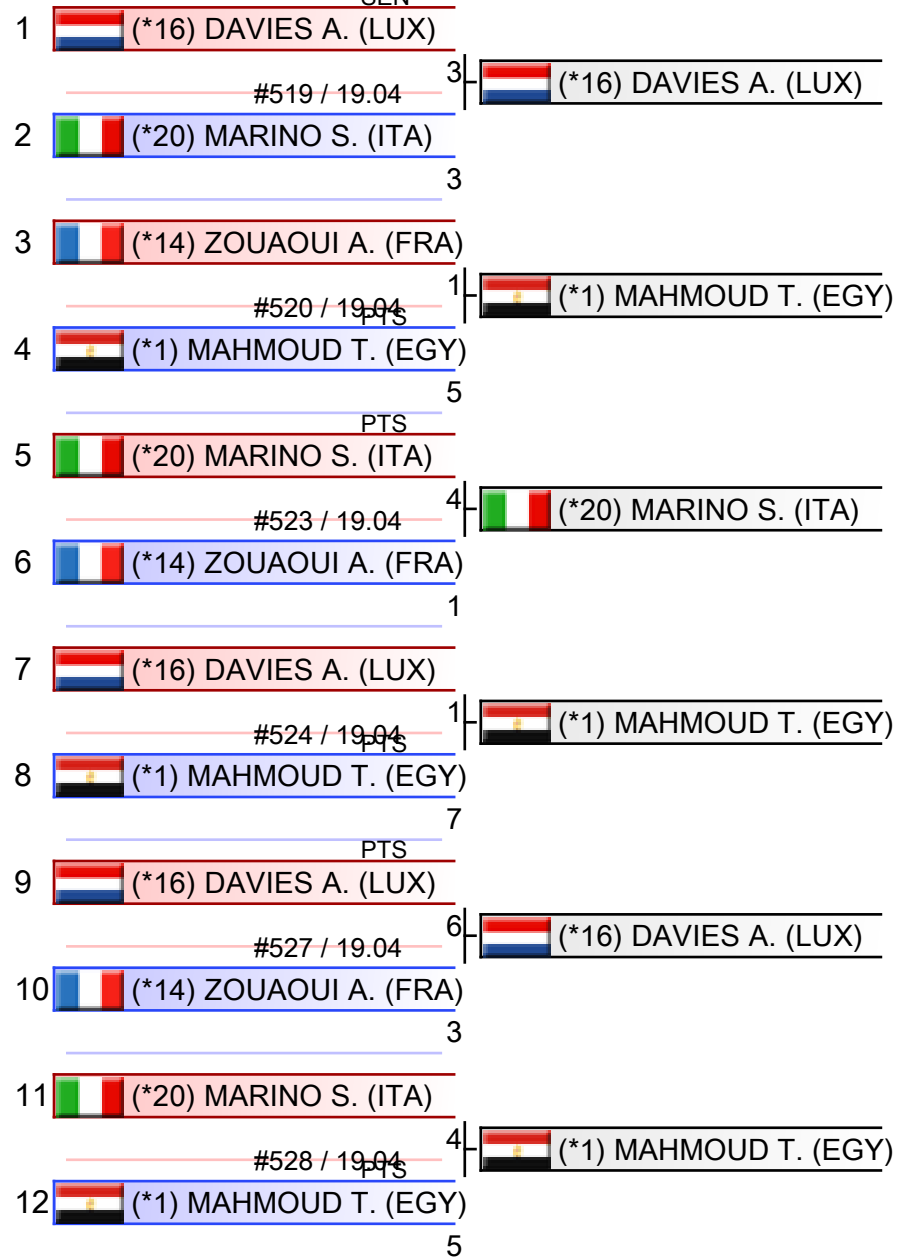 SEN
1 (*16) DAVIES A. (LUX)
3 (*16) DAVIES A. (LUX)
#519 / 19.04
2 (*20) MARINO S. (ITA)
3
3 (*14) ZOUAOUI A. (FRA)
1 (*1) MAHMOUD T. (EGY)
#520 / 19.04
PTS
4 (*1) MAHMOUD T. (EGY)
5
PTS
5 (*20) MARINO S. (ITA)
4 (*20) MARINO S. (ITA)
#523 / 19.04
6 (*14) ZOUAOUI A. (FRA)
1
7 (*16) DAVIES A. (LUX)
1 (*1) MAHMOUD T. (EGY)
#524 / 19.04
PTS
8 (*1) MAHMOUD T. (EGY)
7
PTS
9 (*16) DAVIES A. (LUX)
6 (*16) DAVIES A. (LUX)
#527 / 19.04
10 (*14) ZOUAOUI A. (FRA)
3
11 (*20) MARINO S. (ITA)
4 (*1) MAHMOUD T. (EGY)
#528 / 19.04
PTS
12 (*1) MAHMOUD T. (EGY)
5